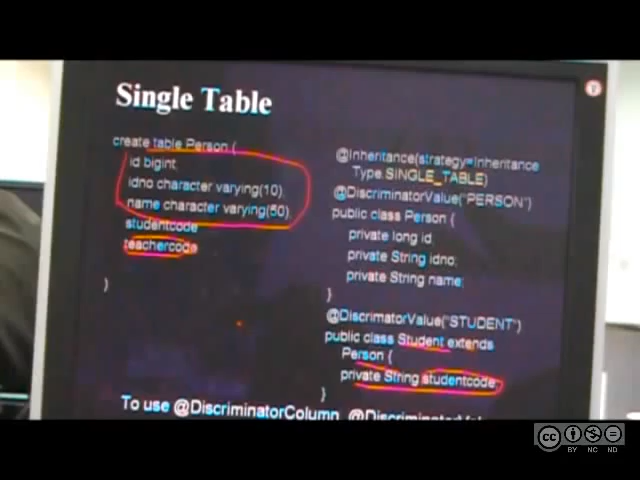 Single Table
create table Person (
id bigint,
idno character varying(10),
name character varying(50),
studentcode
teachercode
)
@Inheritance(strategy=Inheritance
Type.SINGLE_TABLE)
@DiscriminatorValue("PERSON")
public class Person {
private long id;
private String idno;
private String name;
}
@DiscrimatorValue("STUDENT")
public class Student extends
Person {
private String studentcode;
}
To use @DiscriminatorColumn,
cc
BY NC ND